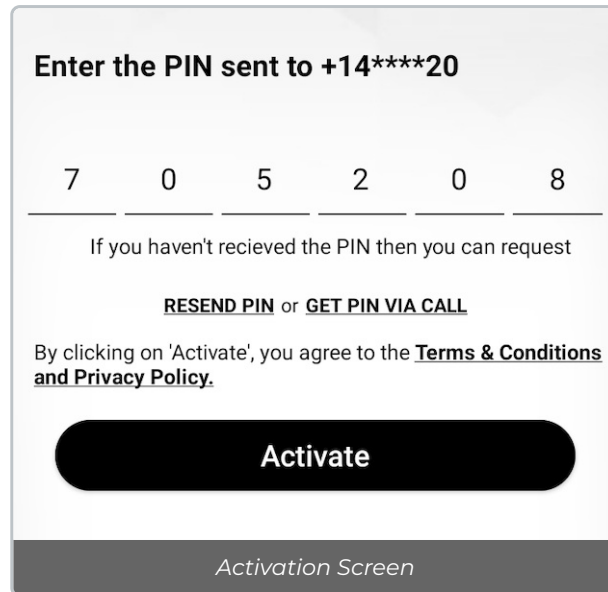 Enter the PIN sent to +14****20
7 0 5 2 0 8
If you haven't recieved the PIN then you can request
RESEND PIN or GET PIN VIA CALL
By clicking on 'Activate', you agree to the Terms & Conditions
and Privacy Policy.
Activate
Activation Screen